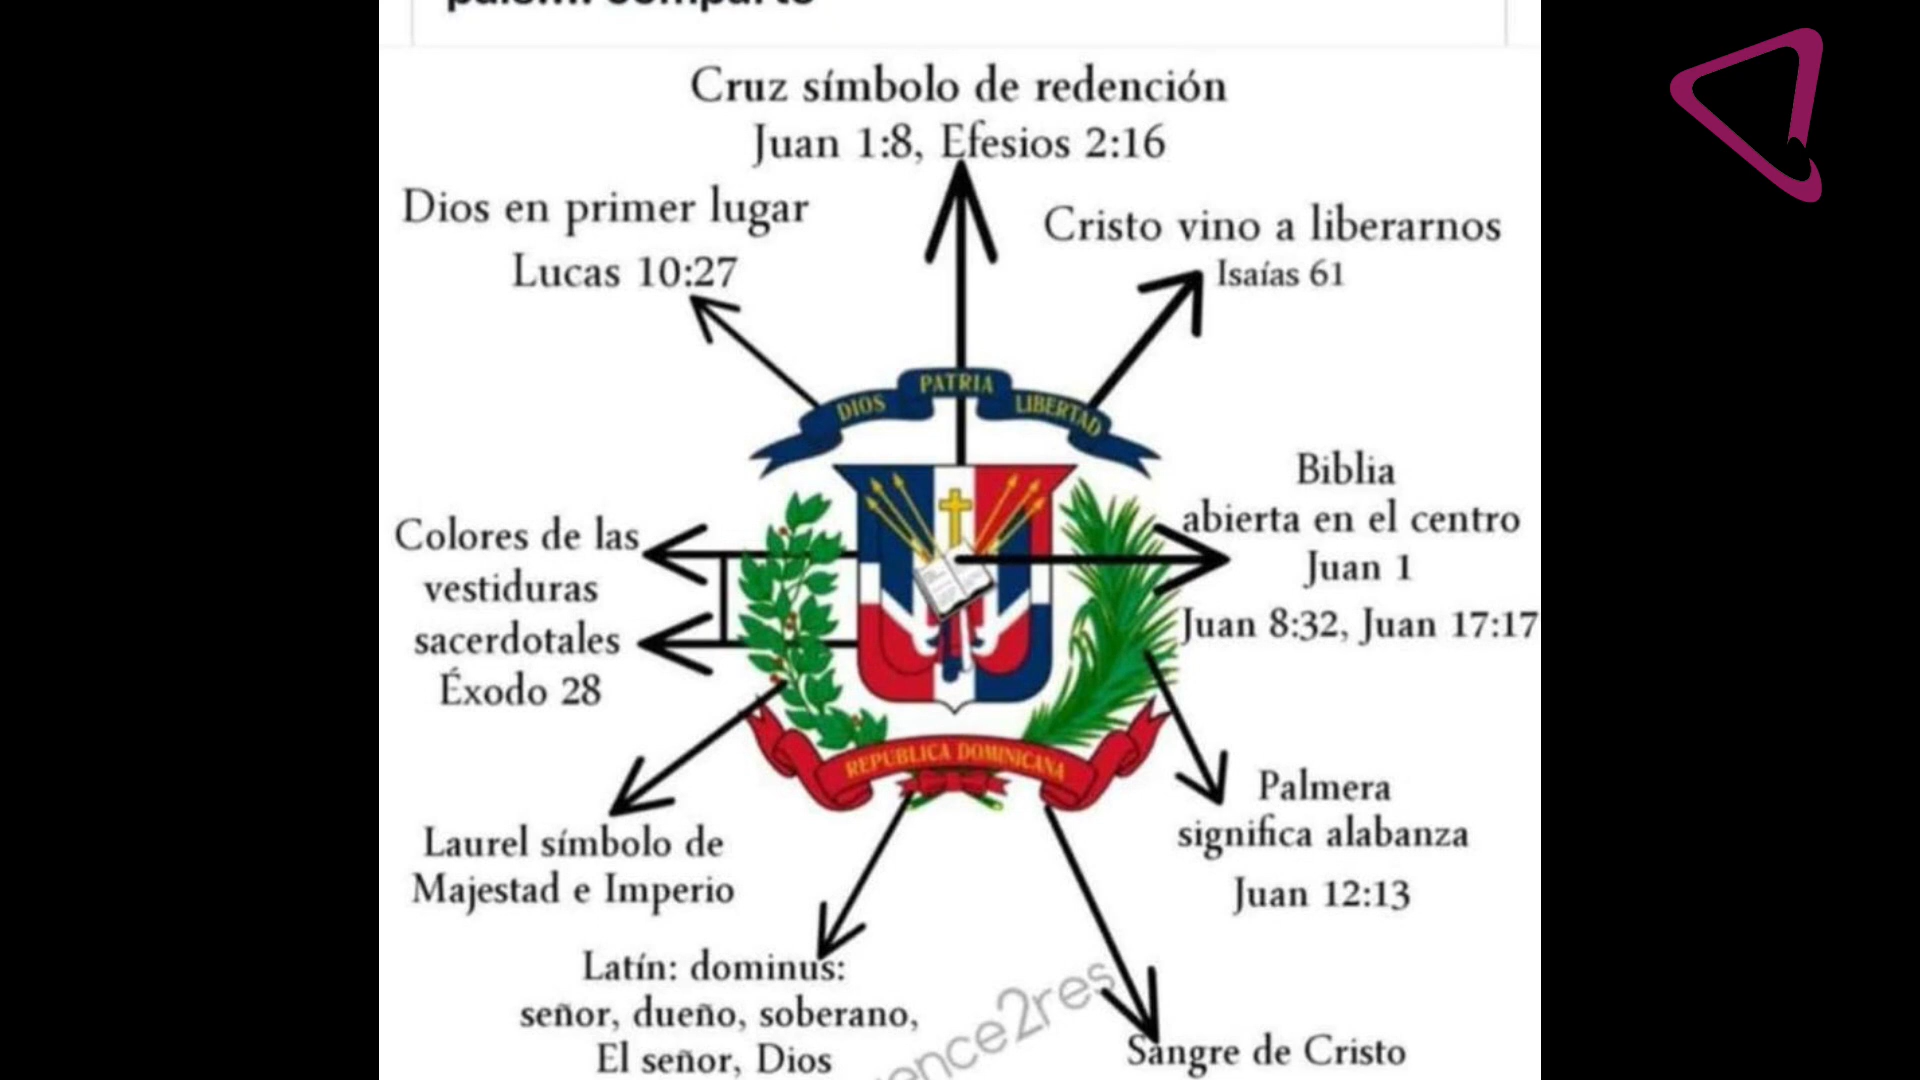 Cruz símbolo de redención
Juan 1:8, Efesios 2:16
Dios en primer lugar
Lucas 10:27
Cristo vino a liberarnos
Isaías 61
DIOS PATRIA LIBERTAD
Biblia
abierta en el centro
Juan 1
Juan 8:32, Juan 17:17
Colores de las
vestiduras
sacerdotales
Éxodo 28
REPUBLICA DOMINICANA
Laurel símbolo de
Majestad e Imperio
Palmera
significa alabanza
Juan 12:13
Latín: dominus:
señor, dueño, soberano,
El señor, Dios
Sangre de Cristo